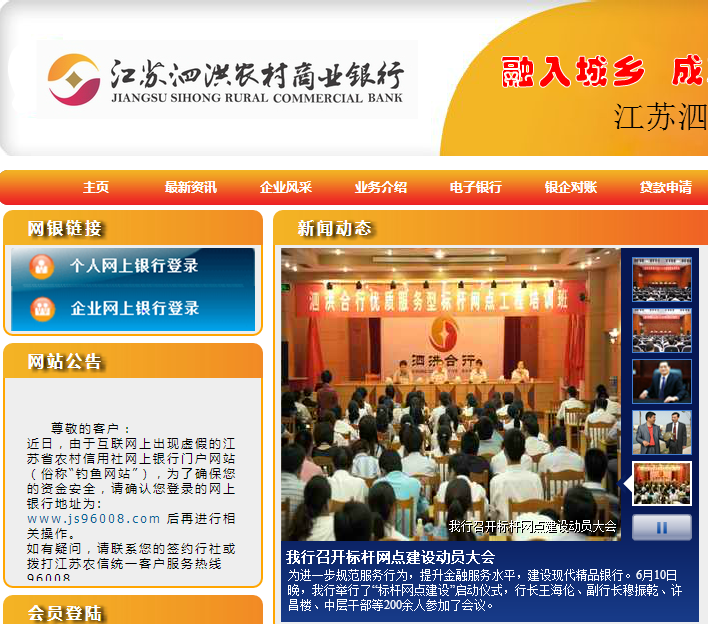 江苏泗洪农村商业银行
JIANGSU SIHONG RURAL COMMERCIAL BANK
融入城乡 成
江苏泗
主页 最新资讯 企业风采 业务介绍 电子银行 银企对账 贷款申请
网银链接
个人网上银行登录
企业网上银行登录
网站公告
尊敬的客户：
近日，由于互联网上出现虚假的江
苏省农村信用社网上银行门户网站
（俗称“钓鱼网站”），为了确保您
的资金安全，请确认您登录的网上
银行地址为：
www.js96008.com 后再进行相
关操作。
如有疑问，请联系您的签约行社或
拨打江苏农信统一客户服务热线
96008
会员登陆
新闻动态
泗洪合行优质服务型标杆网点工程培训班
泗洪合行
我行召开标杆网点建设动员大会
我行召开标杆网点建设动员大会
为进一步规范服务行为，提升金融服务水平，建设现代精品银行。6月10日
晚，我行举行了“标杆网点建设”启动仪式，行长王海伦、副行长穆振乾、许
昌楼、中层干部等200余人参加了会议。